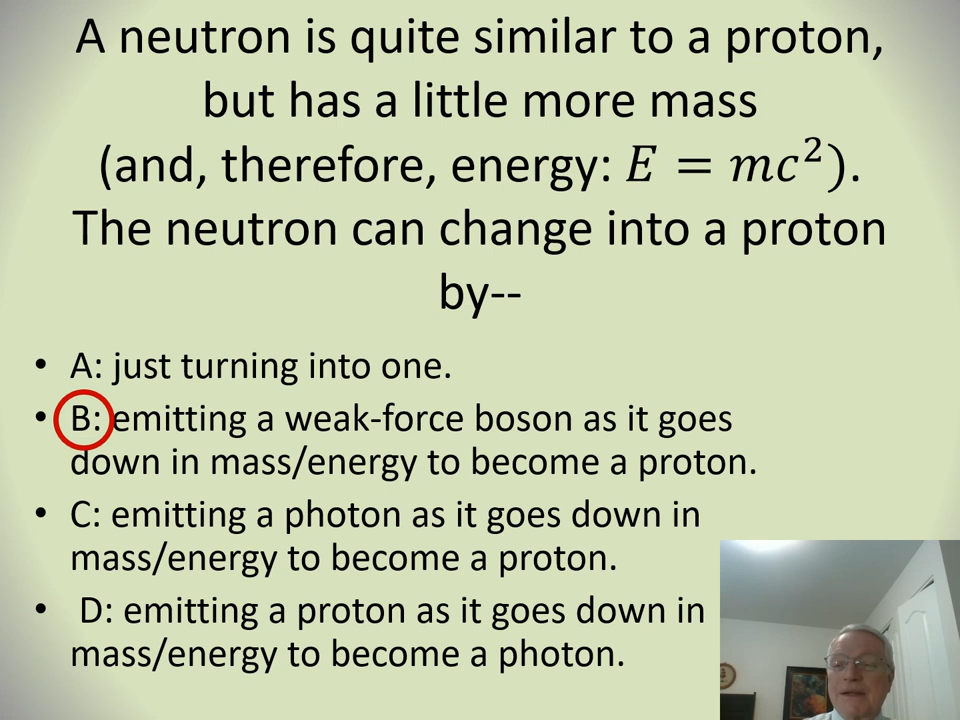 A neutron is quite similar to a proton,
but has a little more mass
(and, therefore, energy: 𝐸 = 𝑚𝑐²).
The neutron can change into a proton
by--
• A: just turning into one.
• B: emitting a weak-force boson as it goes
down in mass/energy to become a proton.
• C: emitting a photon as it goes down in
mass/energy to become a proton.
• D: emitting a proton as it goes down in
mass/energy to become a photon.